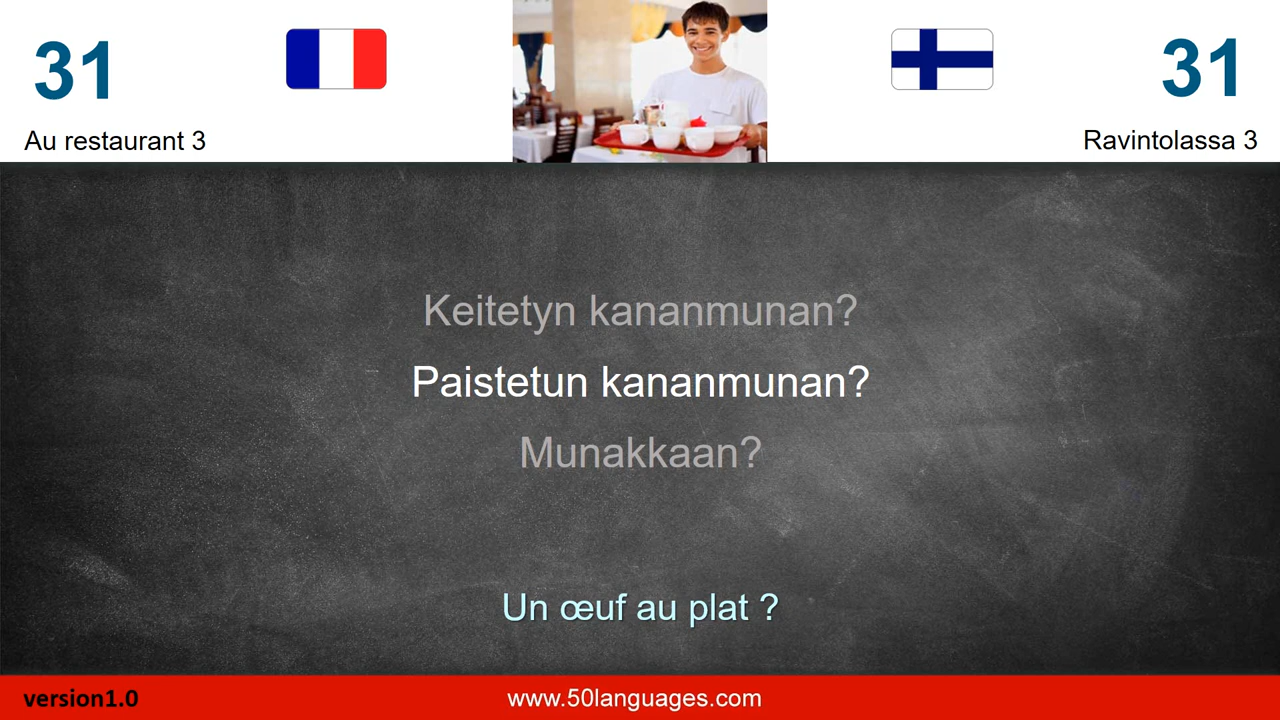 31
31
Au restaurant 3
Ravintolassa 3
Keitetyn kananmunan?
Paistetun kananmunan?
Munakkaan?
Un œuf au plat ?
version1.0
www.50languages.com